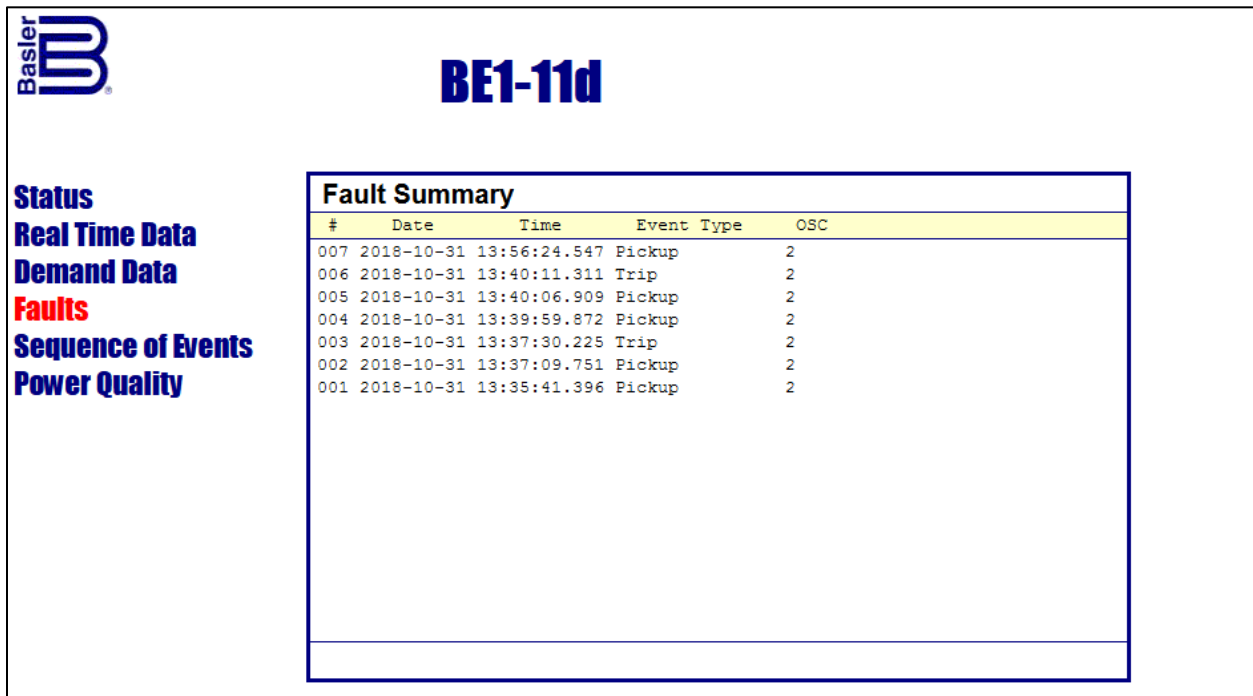 Basler
BE1-11d
Status
Real Time Data
Demand Data
Faults
Sequence of Events
Power Quality
Fault Summary
# Date Time Event Type OSC
007 2018-10-31 13:56:24.547 Pickup 2
006 2018-10-31 13:40:11.311 Trip 2
005 2018-10-31 13:40:06.909 Pickup 2
004 2018-10-31 13:39:59.872 Pickup 2
003 2018-10-31 13:37:30.225 Trip 2
002 2018-10-31 13:37:09.751 Pickup 2
001 2018-10-31 13:35:41.396 Pickup 2